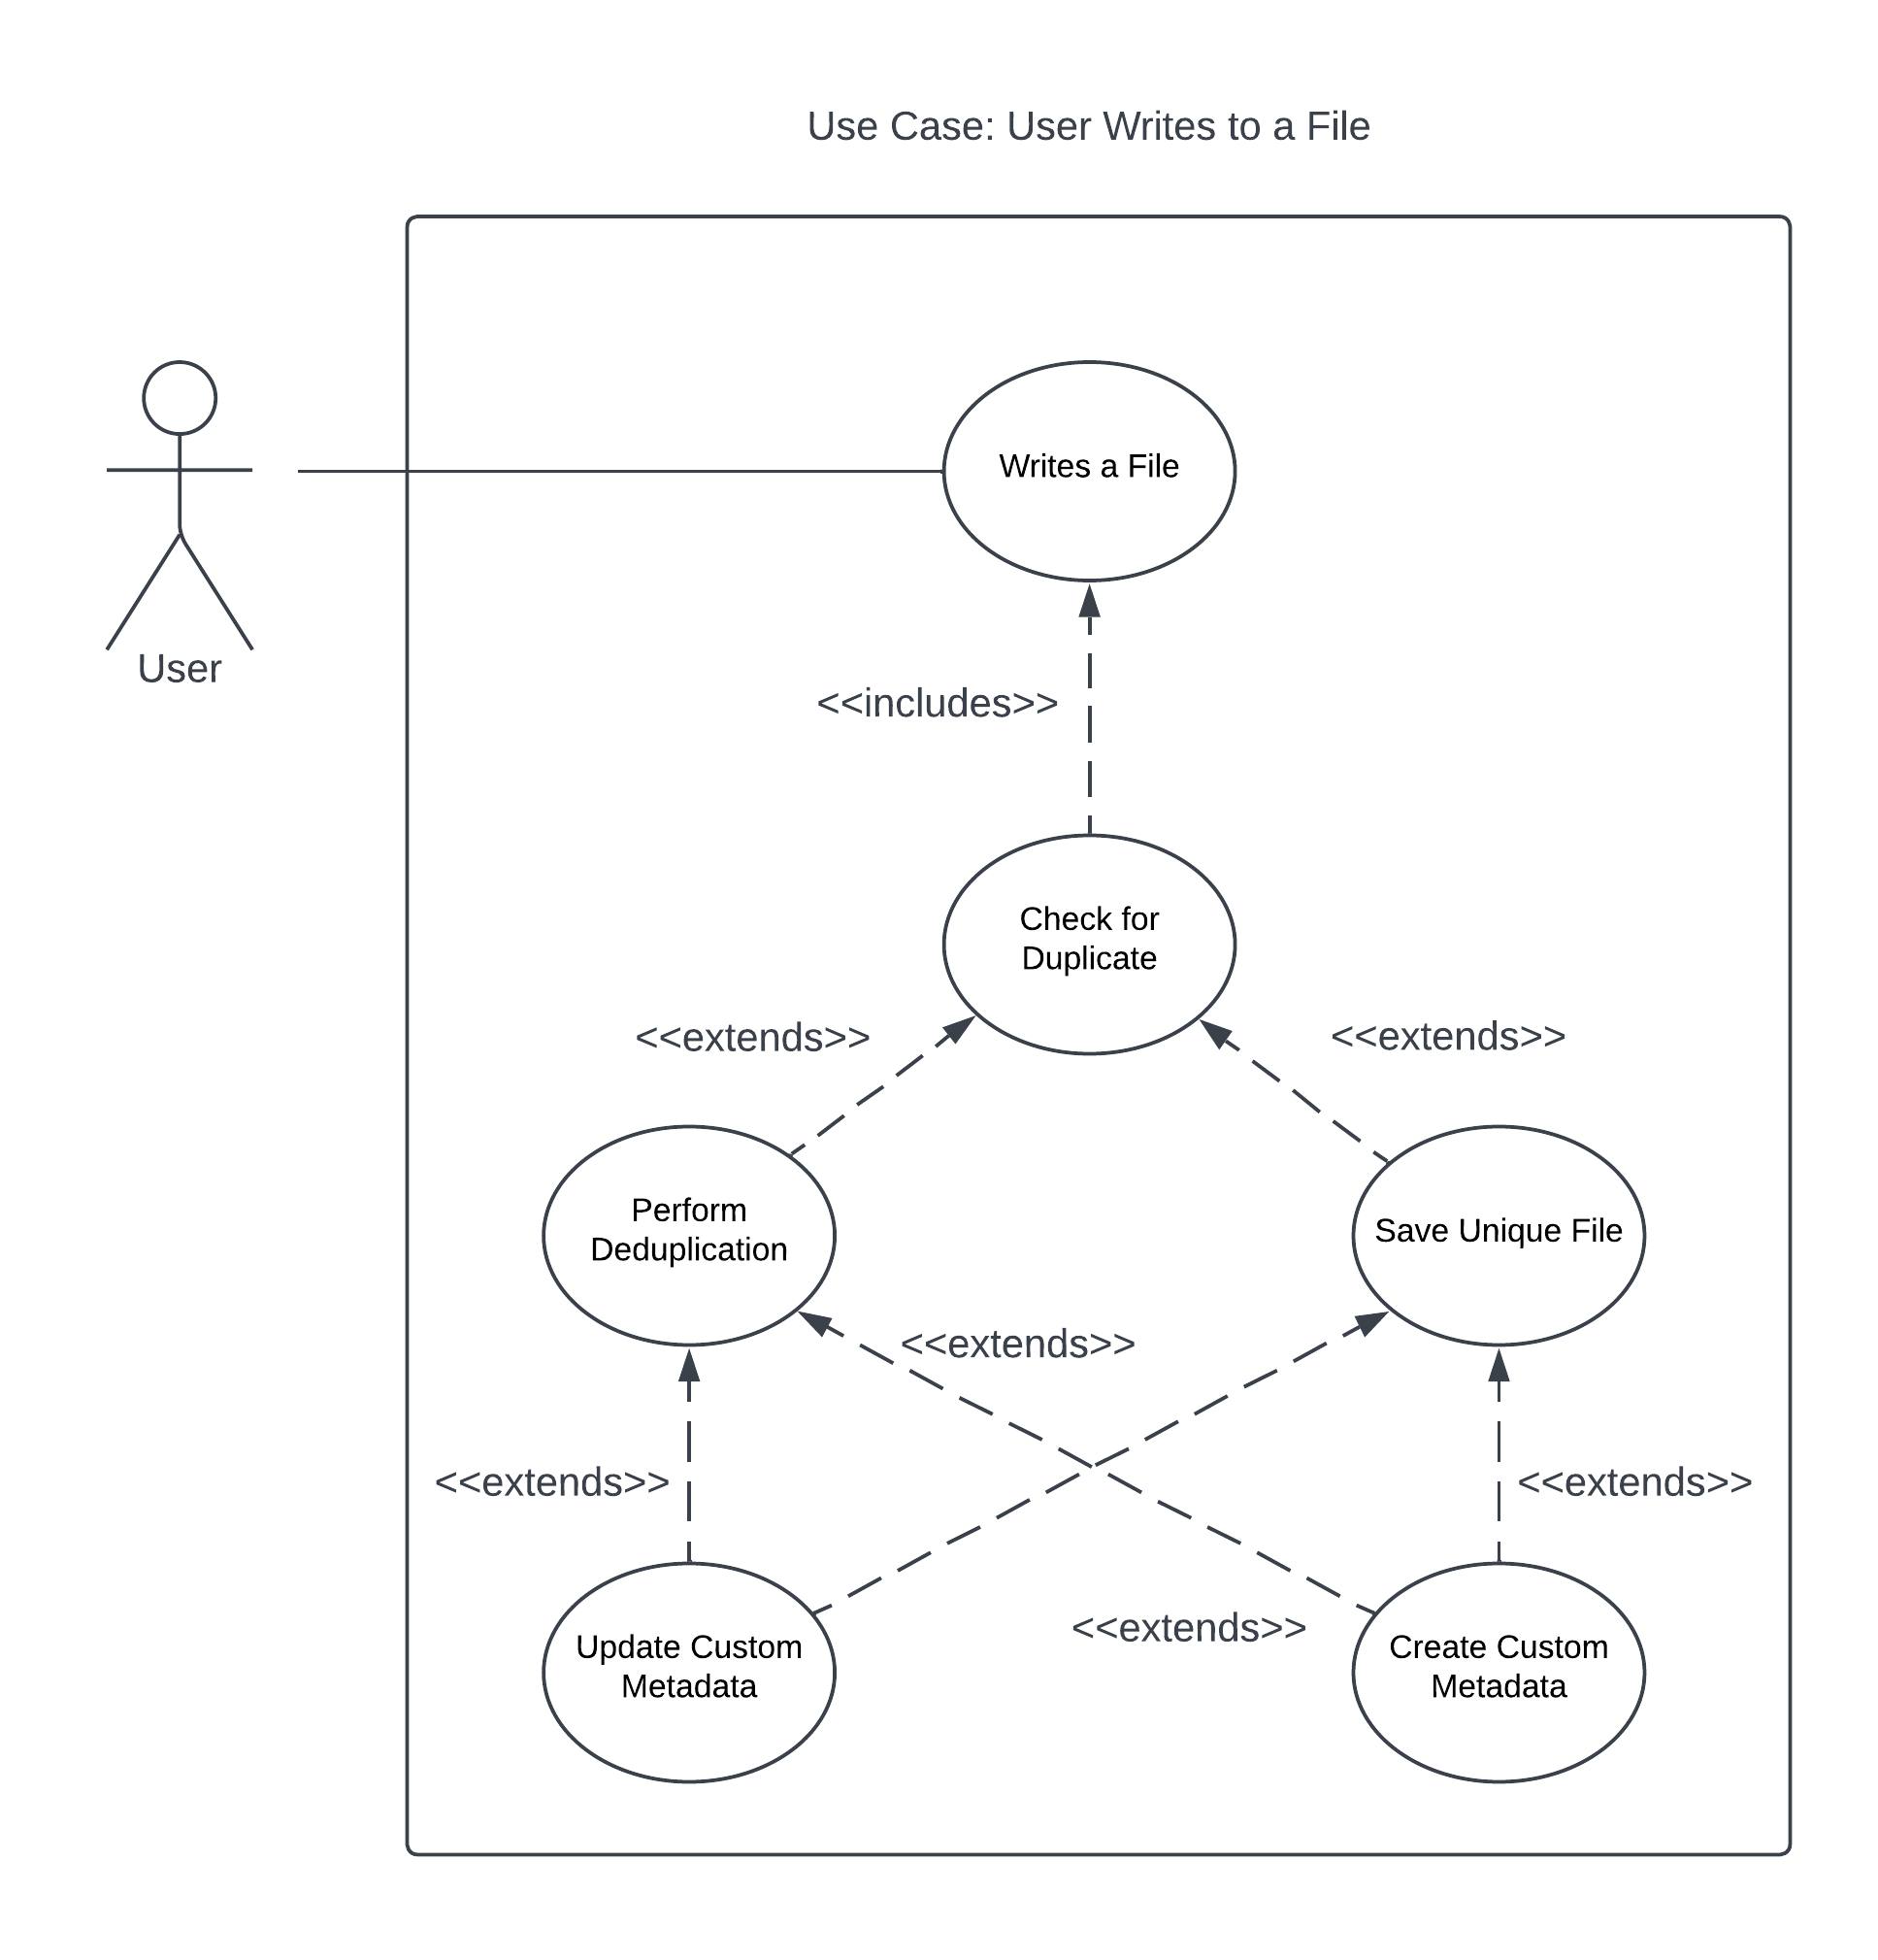 Use Case: User Writes to a File
Writes a File
User
<<includes>>
Check for
Duplicate
<<extends>>
<<extends>>
Perform
Deduplication
Save Unique File
<<extends>>
<<extends>>
<<extends>>
<<extends>>
Update Custom
Metadata
Create Custom
Metadata